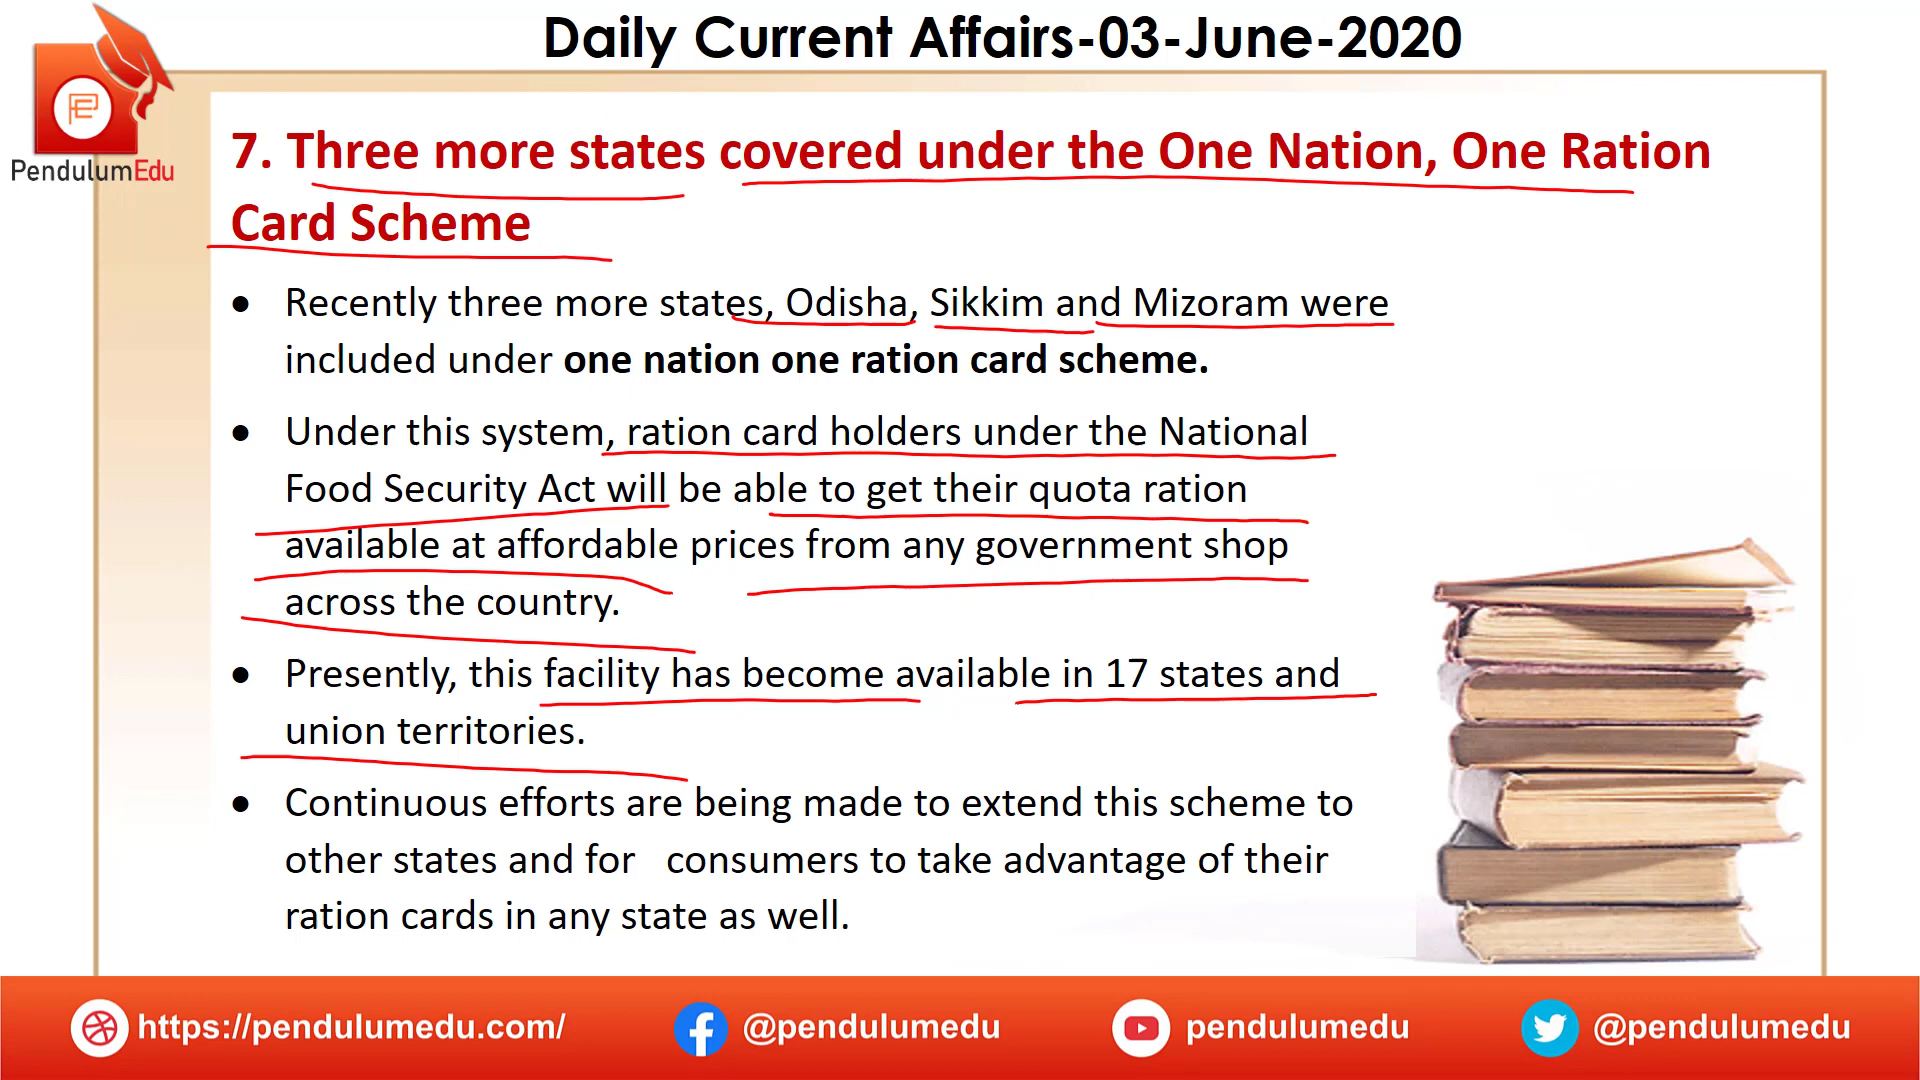 Daily Current Affairs-03-June-2020
PendulumEdu
7. Three more states covered under the One Nation, One Ration
Card Scheme
● Recently three more states, Odisha, Sikkim and Mizoram were
included under one nation one ration card scheme.
● Under this system, ration card holders under the National
Food Security Act will be able to get their quota ration
available at affordable prices from any government shop
across the country.
● Presently, this facility has become available in 17 states and
union territories.
● Continuous efforts are being made to extend this scheme to
other states and for consumers to take advantage of their
ration cards in any state as well.
https://pendulumedu.com/ @pendulumedu pendulumedu @pendulumedu